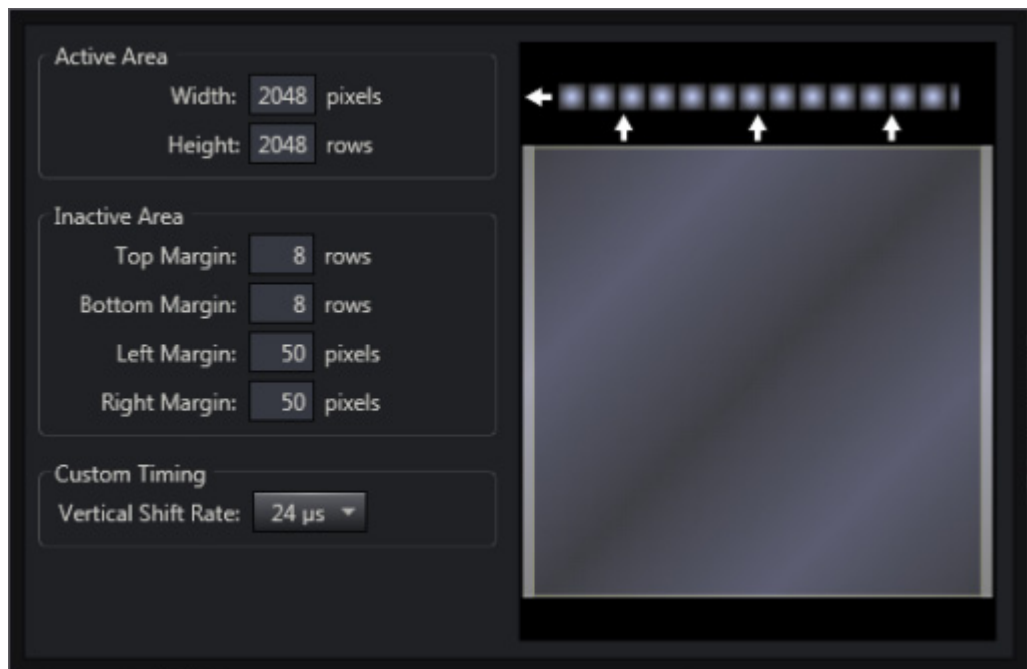 Active Area
Width: 2048 pixels
Height: 2048 rows
Inactive Area
Top Margin: 8 rows
Bottom Margin: 8 rows
Left Margin: 50 pixels
Right Margin: 50 pixels
Custom Timing
Vertical Shift Rate: 24 µs